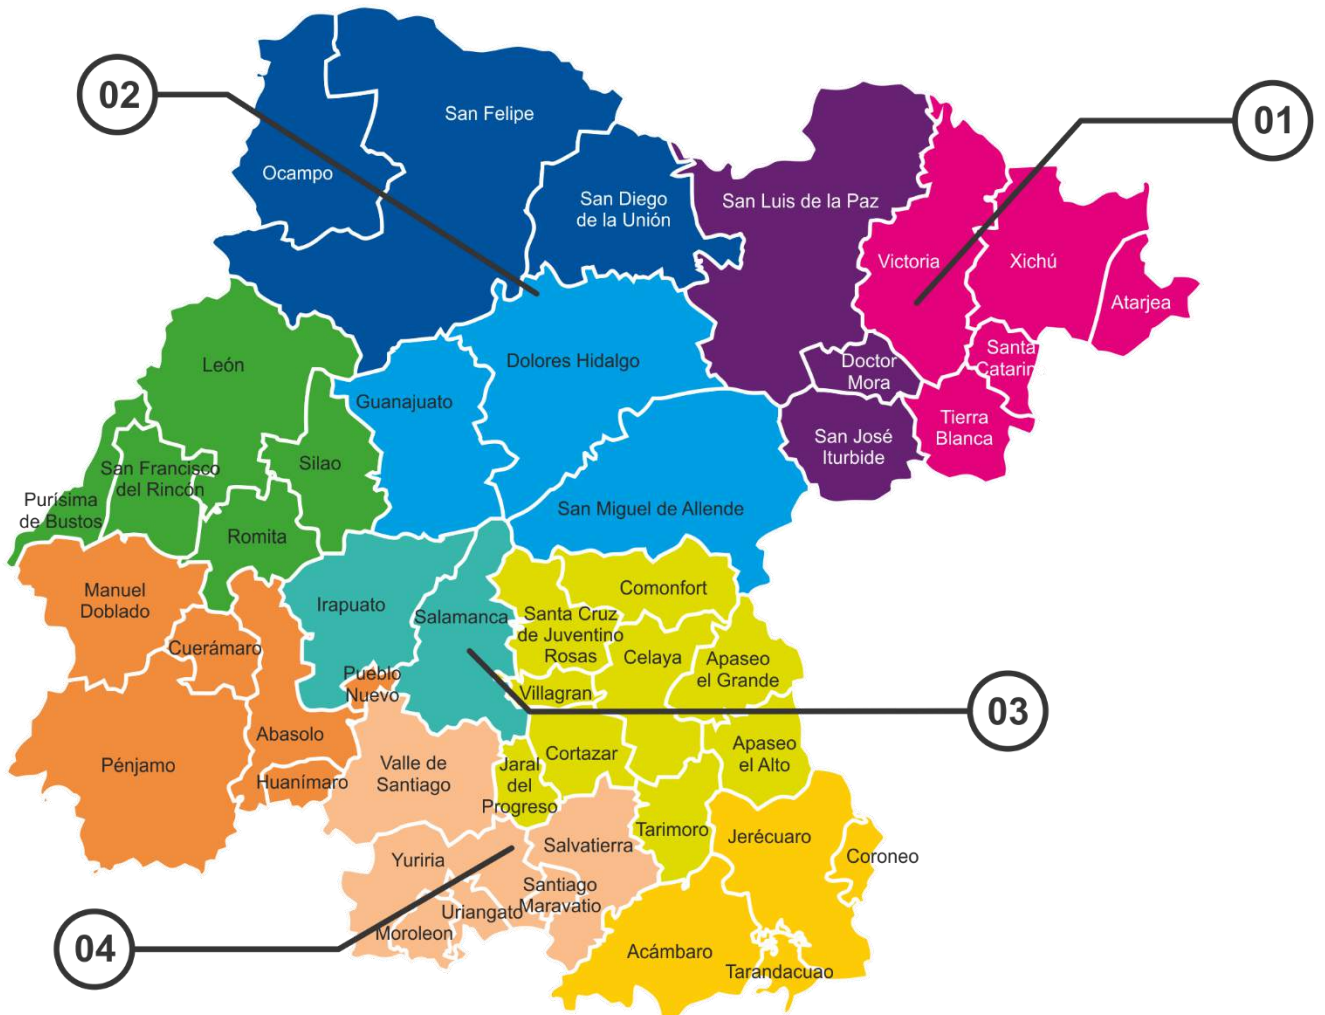 02
01
San Felipe
Ocampo
San Diego
de la Unión
San Luis de la Paz
Victoria
Xichú
Atarjea
Santa
Catarina
Doctor
Mora
Tierra
Blanca
San José
Iturbide
León
Dolores Hidalgo
Guanajuato
Silao
San Francisco
del Rincón
Purísima
de Bustos
Romita
San Miguel de Allende
Manuel
Doblado
Cuerámaro
Irapuato
Salamanca
Comonfort
Santa Cruz
de Juventino
Rosas
Celaya
Apaseo
el Grande
Pueblo
Nuevo
Villagran
03
Pénjamo
Abasolo
Huanímaro
Valle de
Santiago
Jaral
del
Progreso
Cortazar
Apaseo
el Alto
Tarimoro
Jerécuaro
Coroneo
Yuriria
Salvatierra
Santiago
Maravatio
Uriangato
Moroleon
04
Acámbaro
Tarandacuao